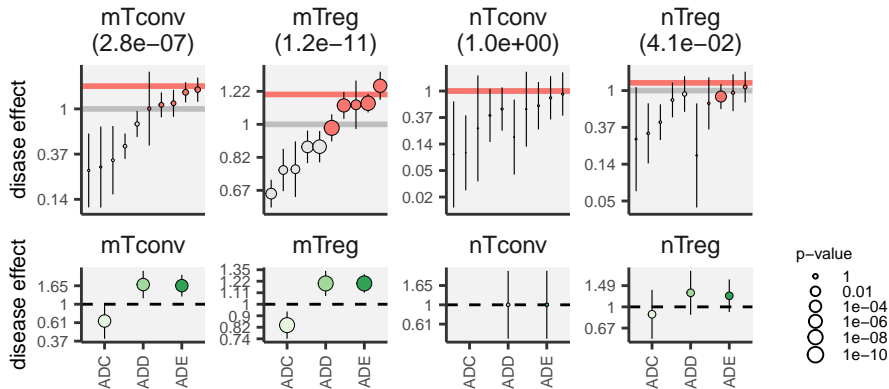 mTconv
(2.8e−07)
mTreg
(1.2e−11)
nTconv
(1.0e+00)
nTreg
(4.1e−02)
disase effect
1
0.37
0.14
1.22
1
0.82
0.67
1
0.37
0.14
0.05
0.02
1
0.37
0.14
0.05
mTconv
mTreg
nTconv
nTreg
disease effect
1.65
1
0.61
0.37
1.35
1.22
1.11
1
0.9
0.82
0.74
1.65
1
0.61
1.49
1
0.67
ADC
ADD
ADE
ADC
ADD
ADE
ADC
ADD
ADE
ADC
ADD
ADE
p−value
1
0.01
1e−04
1e−06
1e−08
1e−10